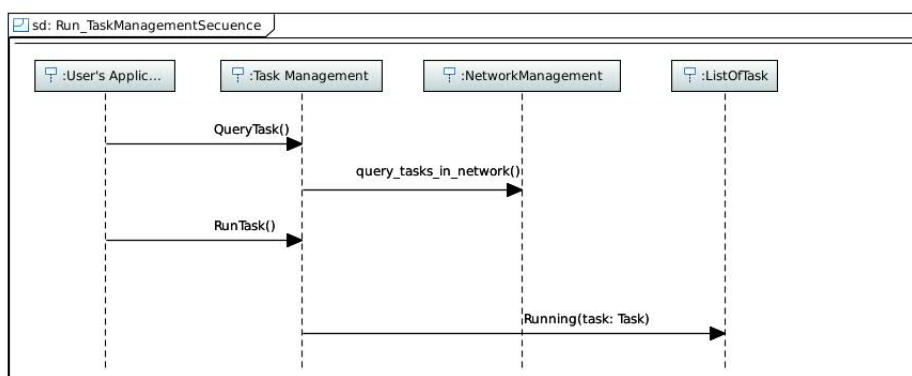 sd: Run_TaskManagementSecuence
:User's Applic...
:Task Management
:NetworkManagement
:ListOfTask
QueryTask()
query_tasks_in_network()
RunTask()
Running(task: Task)